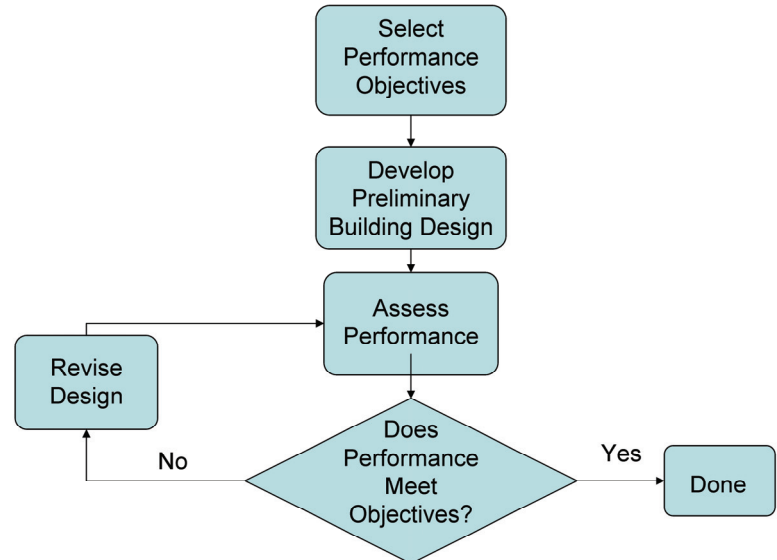 Select
Performance
Objectives
Develop
Preliminary
Building Design
Assess
Performance
Revise
Design
Does
Performance
Meet
Objectives?
No
Yes
Done